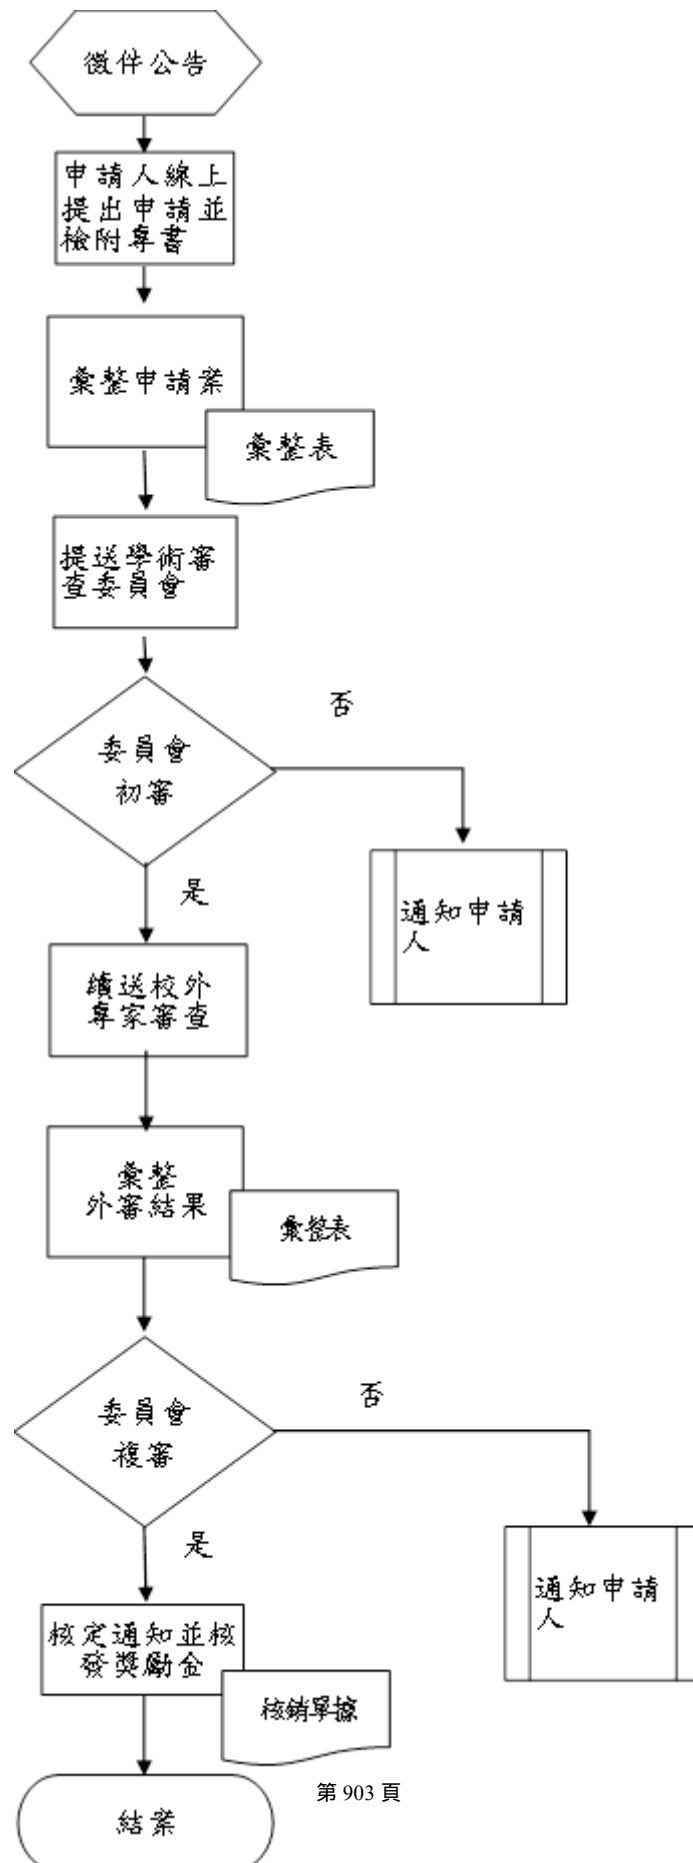 徵件公告
申請人線上
提出申請並
檢附專書
彙整申請案
彙整表
提送學術審
查委員會
委員會
初審
否
通知申請
人
是
續送校外
專家審查
彙整
外審結果
彙整表
委員會
複審
否
通知申請
人
是
核定通知並核
發獎勵金
核銷單據
第 903 頁
結案